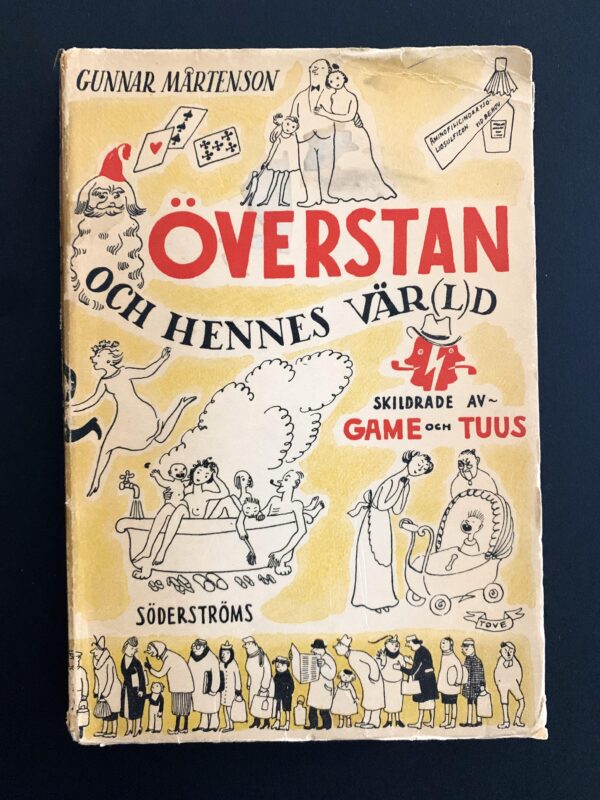 GUNNAR MÅRTENSON
ÖVERSTAN
OCH HENNES VÄR(L)D
SKILDRADE AV~
GAME OCH TUUS
SÖDERSTRÖMS
TOVE